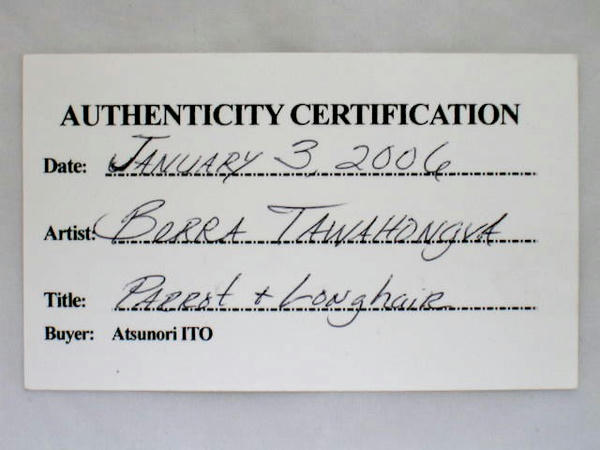 AUTHENTICITY CERTIFICATION
Date: January 3, 2006
Artist: Borra Tawahongva
Title: Parrot + Longhair
Buyer: Atsunori ITO